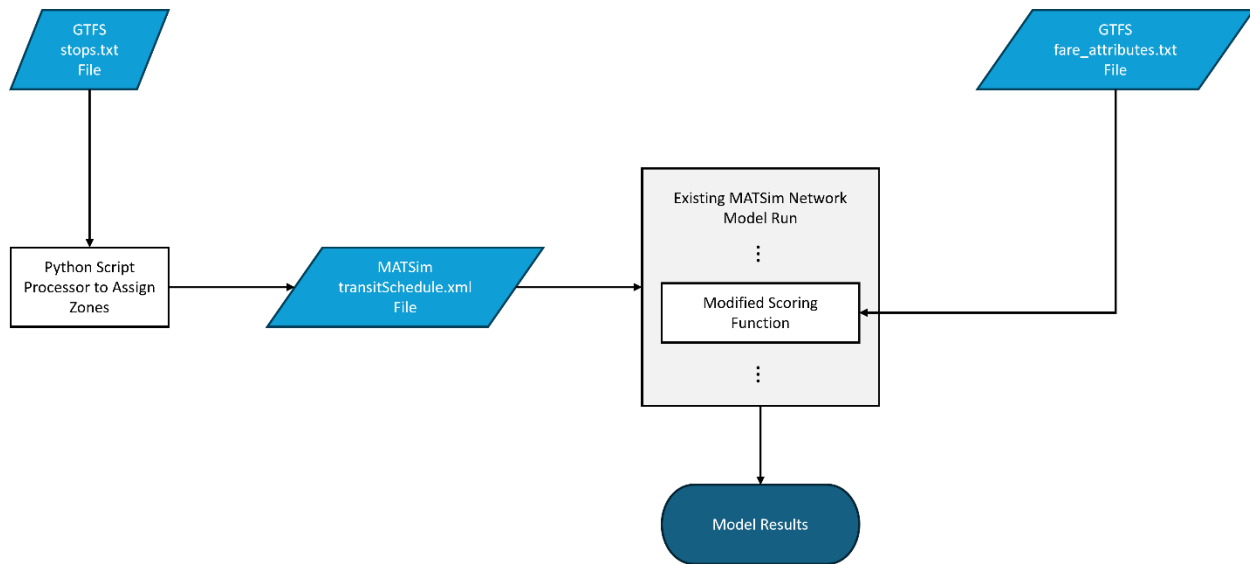 GTFS
stops.txt
File
GTFS
fare_attributes.txt
File
Existing MATSim Network
Model Run
⋮
Python Script
Processor to Assign
Zones
MATSim
transitSchedule.xml
File
Modified Scoring
Function
⋮
Model Results